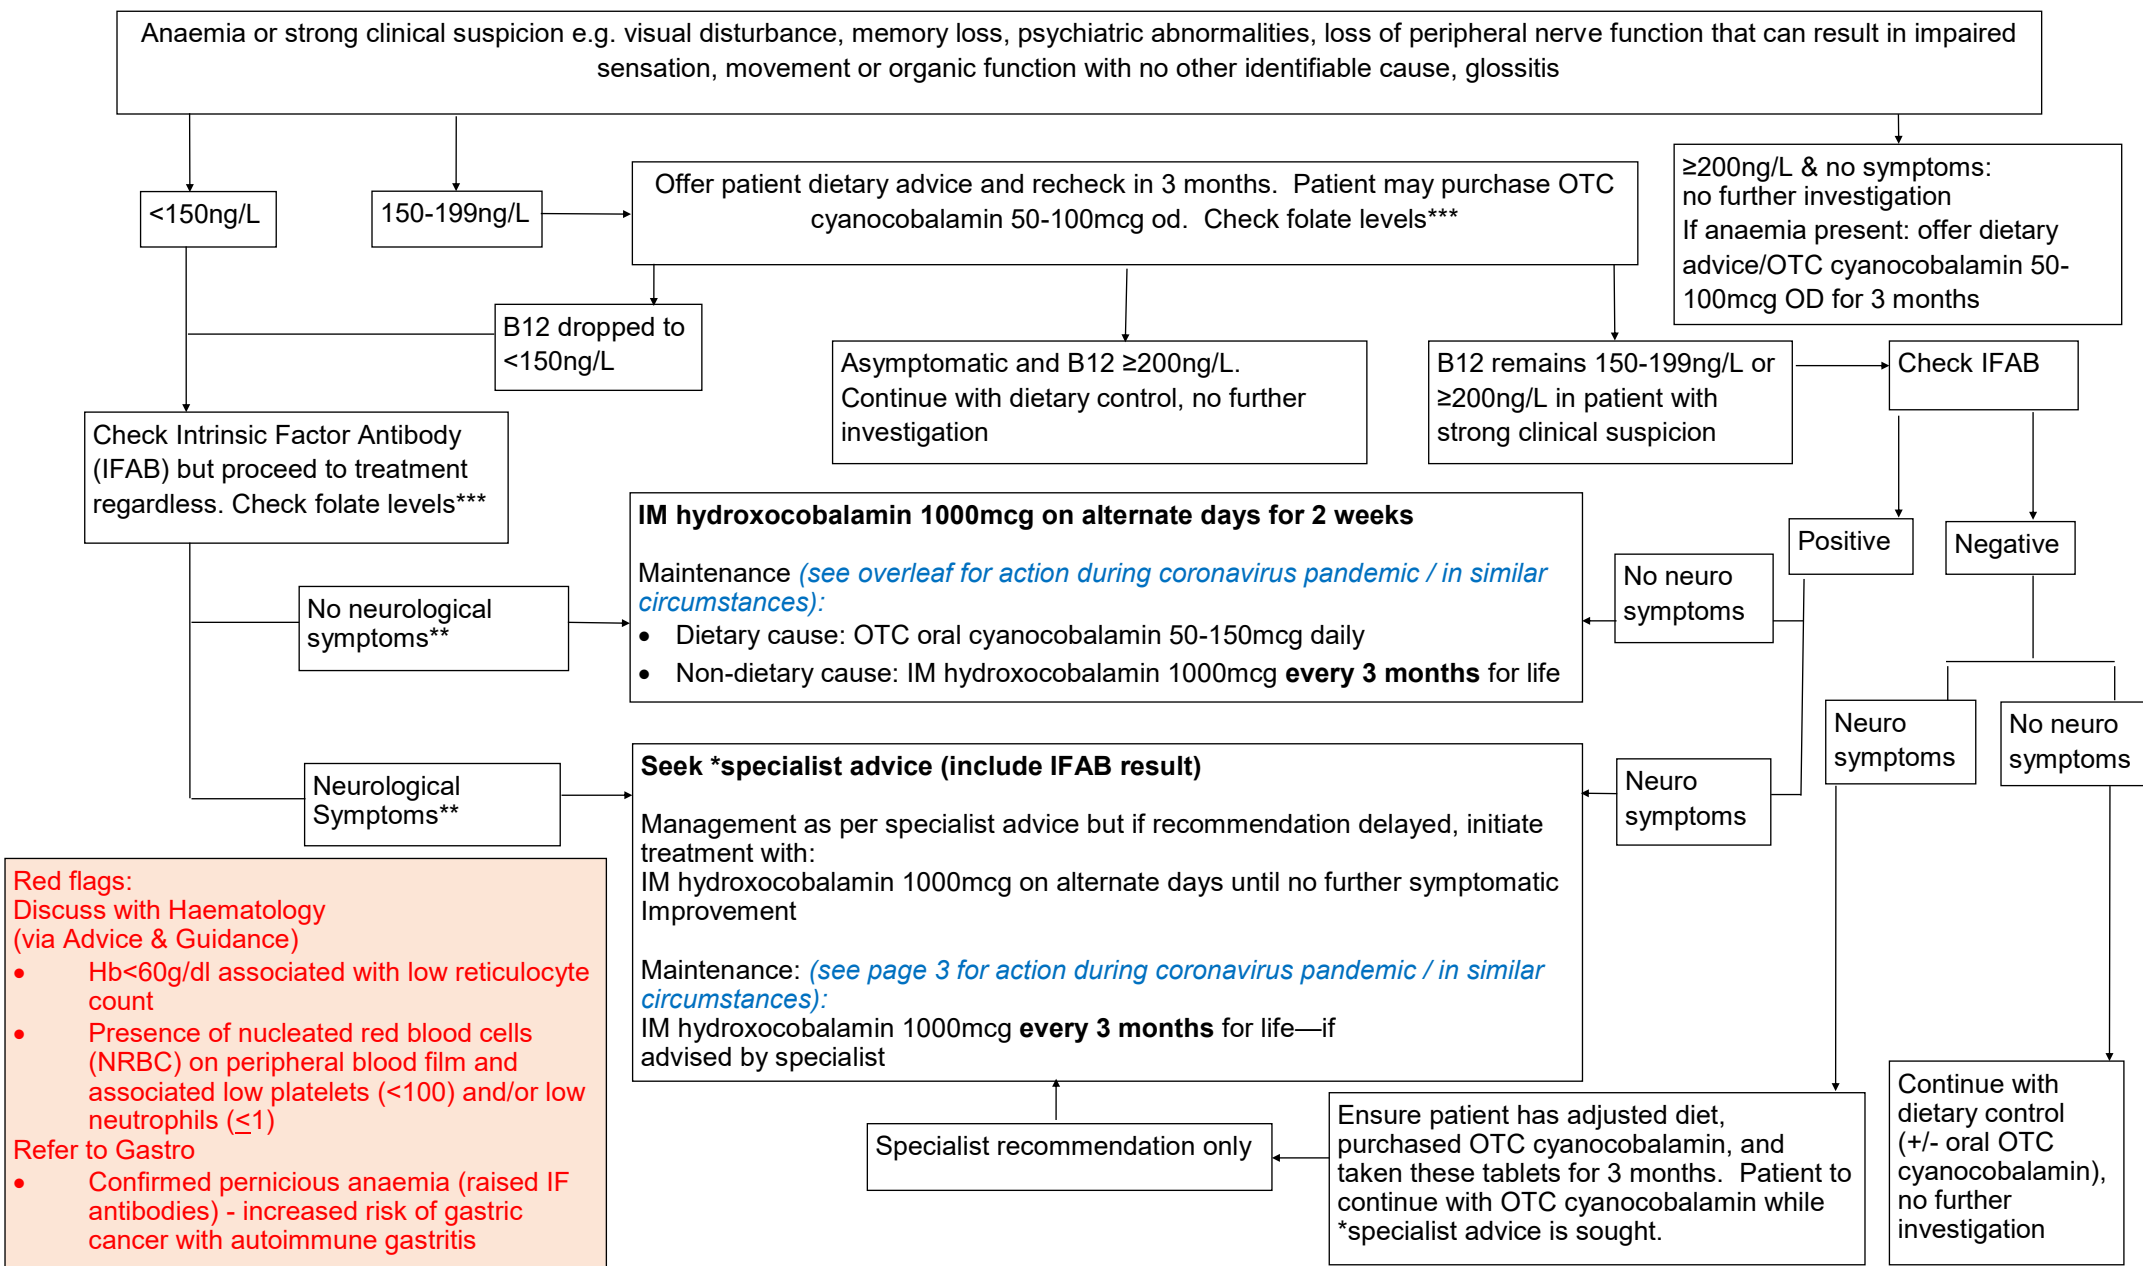 Anaemia or strong clinical suspicion e.g. visual disturbance, memory loss, psychiatric abnormalities, loss of peripheral nerve function that can result in impaired
sensation, movement or organic function with no other identifiable cause, glossitis
<150ng/L
150-199ng/L
Offer patient dietary advice and recheck in 3 months.  Patient may purchase OTC
cyanocobalamin 50-100mcg od.  Check folate levels***
≥200ng/L & no symptoms:
no further investigation
If anaemia present: offer dietary
advice/OTC cyanocobalamin 50-
100mcg OD for 3 months
B12 dropped to
<150ng/L
Asymptomatic and B12 ≥200ng/L.
Continue with dietary control, no further
investigation
B12 remains 150-199ng/L or
≥200ng/L in patient with
strong clinical suspicion
Check IFAB
Check Intrinsic Factor Antibody
(IFAB) but proceed to treatment
regardless. Check folate levels***
IM hydroxocobalamin 1000mcg on alternate days for 2 weeks
Maintenance (see overleaf for action during coronavirus pandemic / in similar
circumstances):
• Dietary cause: OTC oral cyanocobalamin 50-150mcg daily
• Non-dietary cause: IM hydroxocobalamin 1000mcg every 3 months for life
Positive
Negative
No neuro
symptoms
No neurological
symptoms**
Neuro
symptoms
No neuro
symptoms
Neurological
Symptoms**
Seek *specialist advice (include IFAB result)
Management as per specialist advice but if recommendation delayed, initiate
treatment with:
IM hydroxocobalamin 1000mcg on alternate days until no further symptomatic
Improvement
Maintenance: (see page 3 for action during coronavirus pandemic / in similar
circumstances):
IM hydroxocobalamin 1000mcg every 3 months for life—if
advised by specialist
Neuro
symptoms
Red flags:
Discuss with Haematology
(via Advice & Guidance)
• Hb<60g/dl associated with low reticulocyte
count
• Presence of nucleated red blood cells
(NRBC) on peripheral blood film and
associated low platelets (<100) and/or low
neutrophils (≤1)
Refer to Gastro
• Confirmed pernicious anaemia (raised IF
antibodies) - increased risk of gastric
cancer with autoimmune gastritis
Specialist recommendation only
Ensure patient has adjusted diet,
purchased OTC cyanocobalamin, and
taken these tablets for 3 months.  Patient to
continue with OTC cyanocobalamin while
*specialist advice is sought.
Continue with
dietary control
(+/- oral OTC
cyanocobalamin),
no further
investigation